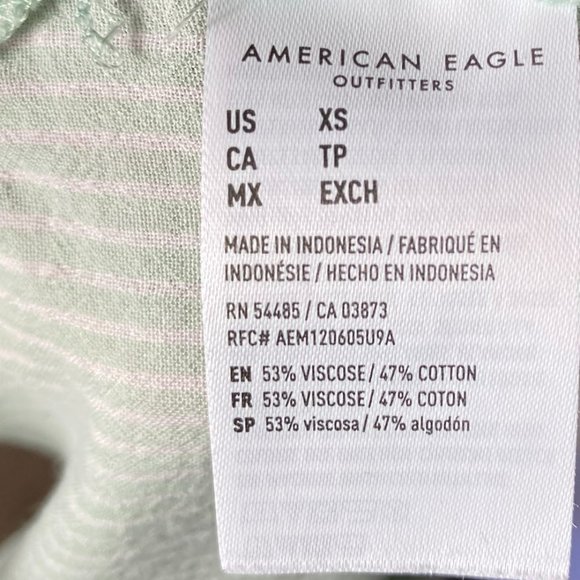 AMERICAN EAGLE
OUTFITTERS
US XS
CA TP
MX EXCH
MADE IN INDONESIA / FABRIQUÉ EN
INDONÉSIE / HECHO EN INDONESIA
RN 54485 / CA 03873
RFC# AEM120605U9A
EN 53% VISCOSE / 47% COTTON
FR 53% VISCOSE / 47% COTON
SP 53% viscosa / 47% algodón